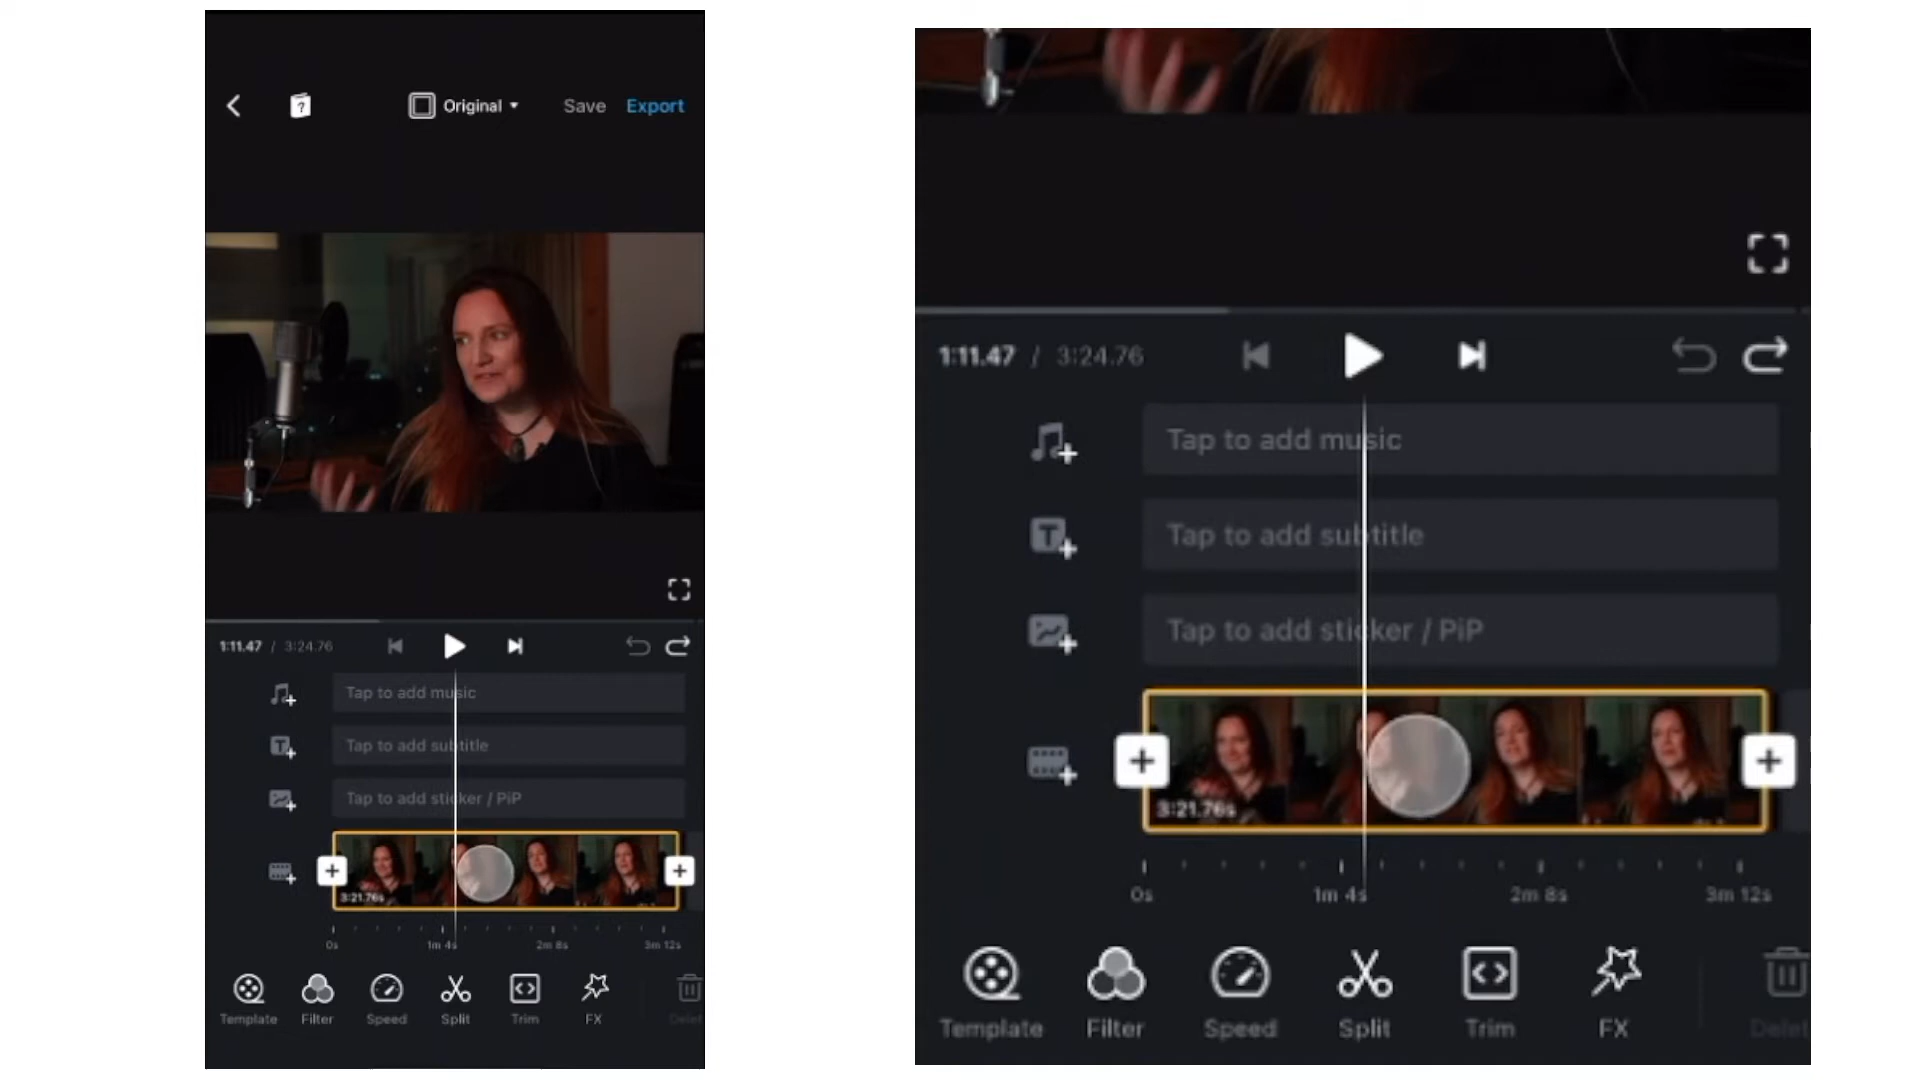 Original Save Export
1:11.47 / 3:24.76
Tap to add music
Tap to add subtitle
Tap to add sticker / PiP
3:21.76s
0s 1m 4s 2m 8s 3m 12s
Template Filter Speed Split Trim FX Delet
1:11.47 / 3:24.76
Tap to add music
Tap to add subtitle
Tap to add sticker / PiP
3:21.76s
0s 1m 4s 2m 8s 3m 12s
Template Filter Speed Split Trim FX Delet